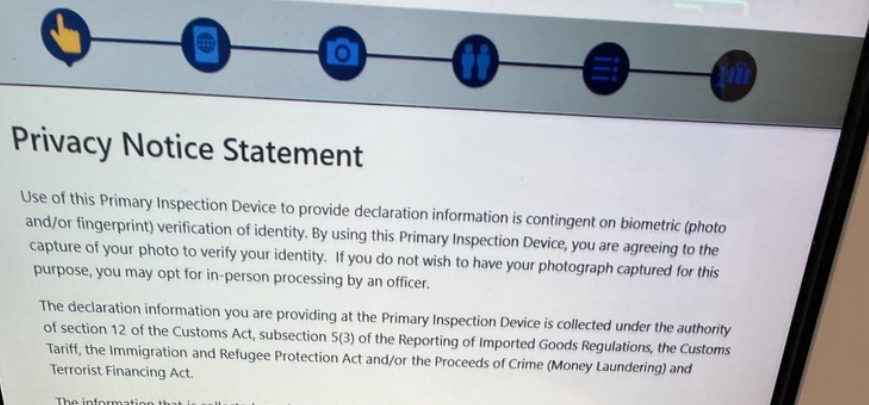 Privacy Notice Statement
Use of this Primary Inspection Device to provide declaration information is contingent on biometric (photo
and/or fingerprint) verification of identity. By using this Primary Inspection Device, you are agreeing to the
capture of your photo to verify your identity. If you do not wish to have your photograph captured for this
purpose, you may opt for in-person processing by an officer.
The declaration information you are providing at the Primary Inspection Device is collected under the authority
of section 12 of the Customs Act, subsection 5(3) of the Reporting of Imported Goods Regulations, the Customs
Tariff, the Immigration and Refugee Protection Act and/or the Proceeds of Crime (Money Laundering) and
Terrorist Financing Act.
The information that is